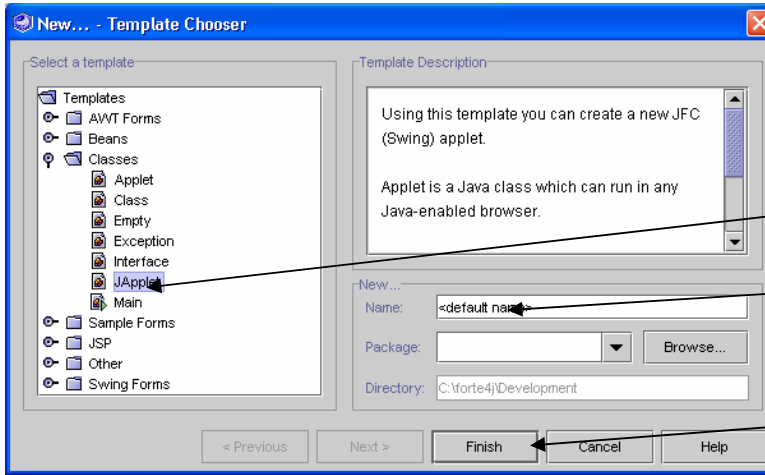 New... - Template Chooser
Select a template
Templates
AWT Forms
Beans
Classes
Applet
Class
Empty
Exception
Interface
JApplet
Main
Sample Forms
JSP
Other
Swing Forms
Template Description
Using this template you can create a new JFC
(Swing) applet.
Applet is a Java class which can run in any
Java-enabled browser.
New...
Name: <default name>
Package: Browse...
Directory: C:\forte4j\Development
< Previous Next > Finish Cancel Help